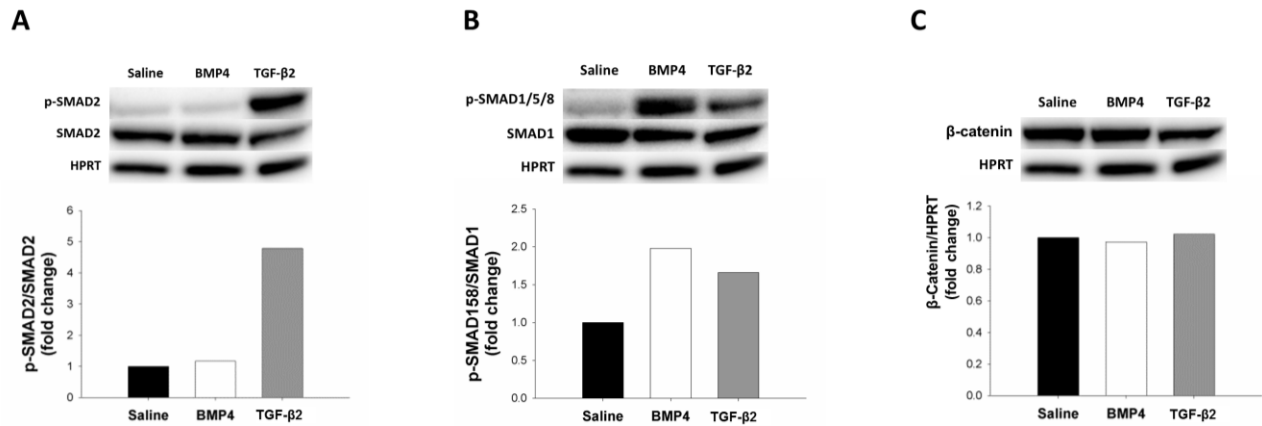 A
Saline BMP4 TGF-β2
p-SMAD2
SMAD2
HPRT
p-SMAD2/SMAD2
(fold change)
6
5
4
3
2
1
0
Saline BMP4 TGF-β2
B
Saline BMP4 TGF-β2
p-SMAD1/5/8
SMAD1
HPRT
p-SMAD158/SMAD1
(fold change)
2.5
2.0
1.5
1.0
0.5
0.0
Saline BMP4 TGF-β2
C
Saline BMP4 TGF-β2
β-catenin
HPRT
β-Catenin/HPRT
(fold change)
1.2
1.0
0.8
0.6
0.4
0.2
0.0
Saline BMP4 TGF-β2